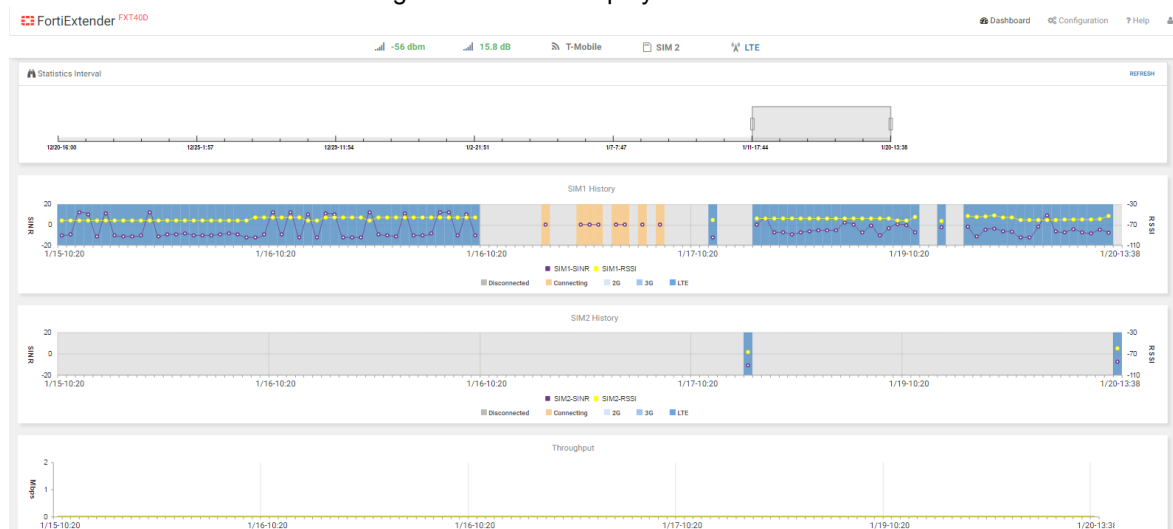 FortiExtender FXT40D
Dashboard Configuration ? Help
-56 dbm 15.8 dB T-Mobile SIM 2 LTE
Statistics Interval REFRESH
12/20-16:00 12/25-1:57 12/25-11:54 1/2-21:51 1/7-7:47 1/11-17:44 1/20-13:38
SIM1 History
20 -30
SINR 0 -70 RSSI
-20 -110
1/15-10:20 1/16-10:20 1/16-10:20 1/17-10:20 1/19-10:20 1/20-13:38
SIM1-SINR SIM1-RSSI
Disconnected Connecting 2G 3G LTE
SIM2 History
20 -30
SINR 0 -70 RSSI
-20 -110
1/15-10:20 1/16-10:20 1/16-10:20 1/17-10:20 1/19-10:20 1/20-13:38
SIM2-SINR SIM2-RSSI
Disconnected Connecting 2G 3G LTE
Throughput
2
Mbps 1
0
1/15-10:20 1/16-10:20 1/16-10:20 1/17-10:20 1/19-10:20 1/20-13:38